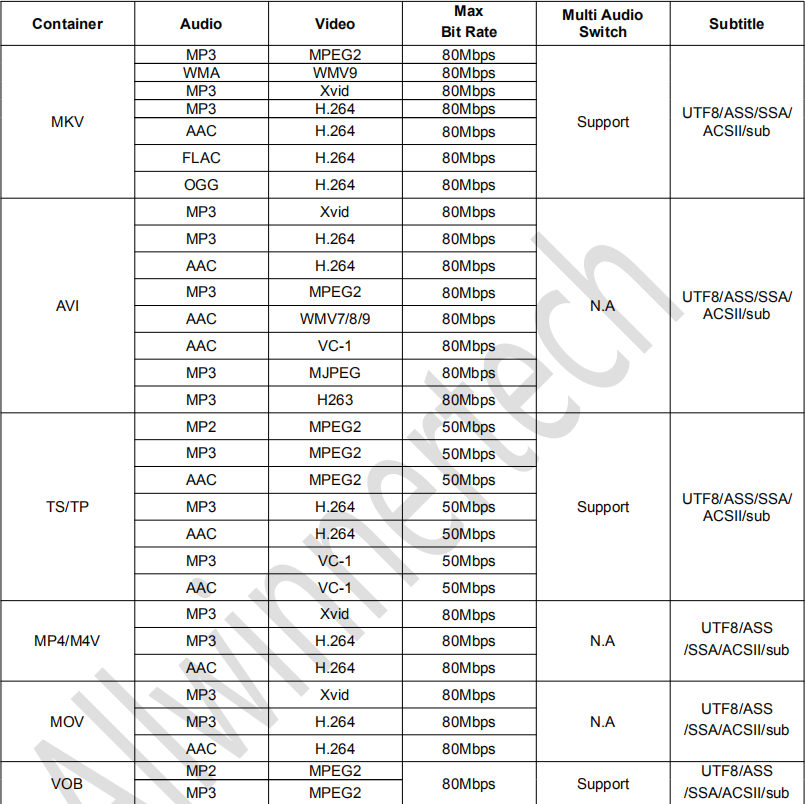 Container Audio Video Max Bit Rate Multi Audio Switch Subtitle
MKV MP3 MPEG2 80Mbps Support UTF8/ASS/SSA/ACSII/sub
WMA WMV9 80Mbps
MP3 Xvid 80Mbps
MP3 H.264 80Mbps
AAC H.264 80Mbps
FLAC H.264 80Mbps
OGG H.264 80Mbps
AVI MP3 Xvid 80Mbps N.A UTF8/ASS/SSA/ACSII/sub
MP3 H.264 80Mbps
AAC H.264 80Mbps
MP3 MPEG2 80Mbps
AAC WMV7/8/9 80Mbps
AAC VC-1 80Mbps
MP3 MJPEG 80Mbps
MP3 H263 80Mbps
TS/TP MP2 MPEG2 50Mbps Support UTF8/ASS/SSA/ACSII/sub
MP3 MPEG2 50Mbps
AAC MPEG2 50Mbps
MP3 H.264 50Mbps
AAC H.264 50Mbps
MP3 VC-1 50Mbps
AAC VC-1 50Mbps
MP4/M4V MP3 Xvid 80Mbps N.A UTF8/ASS/SSA/ACSII/sub
MP3 H.264 80Mbps
AAC H.264 80Mbps
MOV MP3 Xvid 80Mbps N.A UTF8/ASS/SSA/ACSII/sub
MP3 H.264 80Mbps
AAC H.264 80Mbps
VOB MP2 MPEG2 80Mbps Support UTF8/ASS/SSA/ACSII/sub
MP3 MPEG2
Allwinnertech